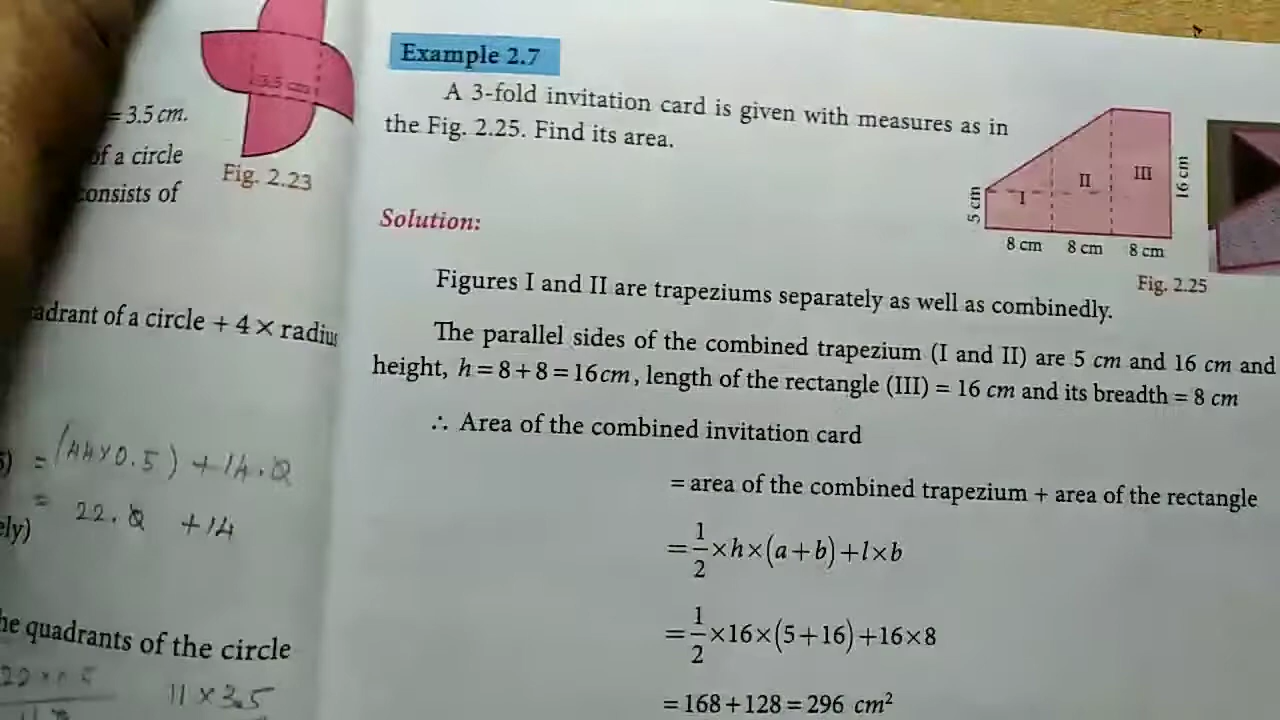 3.5 cm
= 3.5 cm.
of a circle
consists of
Fig. 2.23
adrant of a circle + 4 × radiu
= (44×0.5) + 14.0
= 22.0 + 14
ely)
he quadrants of the circle
11 × 3.5
Example 2.7
A 3-fold invitation card is given with measures as in
the Fig. 2.25. Find its area.
5 cm
I
II
III
16 cm
8 cm 8 cm 8 cm
Fig. 2.25
Solution:
Figures I and II are trapeziums separately as well as combinedly.
The parallel sides of the combined trapezium (I and II) are 5 cm and 16 cm and
height, h = 8 + 8 = 16 cm, length of the rectangle (III) = 16 cm and its breadth = 8 cm
∴ Area of the combined invitation card
= area of the combined trapezium + area of the rectangle
= 1/2 × h × (a + b) + l × b
= 1/2 × 16 × (5 + 16) + 16 × 8
= 168 + 128 = 296 cm²